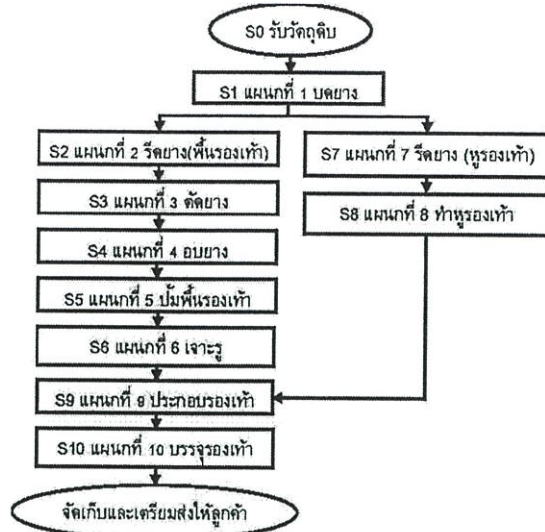 S0 รับวัตถุดิบ
S1 แผนกที่ 1 บดยาง
S2 แผนกที่ 2 รีดยาง(พื้นรองเท้า)
S7 แผนกที่ 7 รีดยาง (หูรองเท้า)
S3 แผนกที่ 3 ตัดยาง
S8 แผนกที่ 8 ทำหูรองเท้า
S4 แผนกที่ 4 อบยาง
S5 แผนกที่ 5 ปั้มพื้นรองเท้า
S6 แผนกที่ 6 เจาะรู
S9 แผนกที่ 9 ประกอบรองเท้า
S10 แผนกที่ 10 บรรจุรองเท้า
จัดเก็บและเตรียมส่งให้ลูกค้า